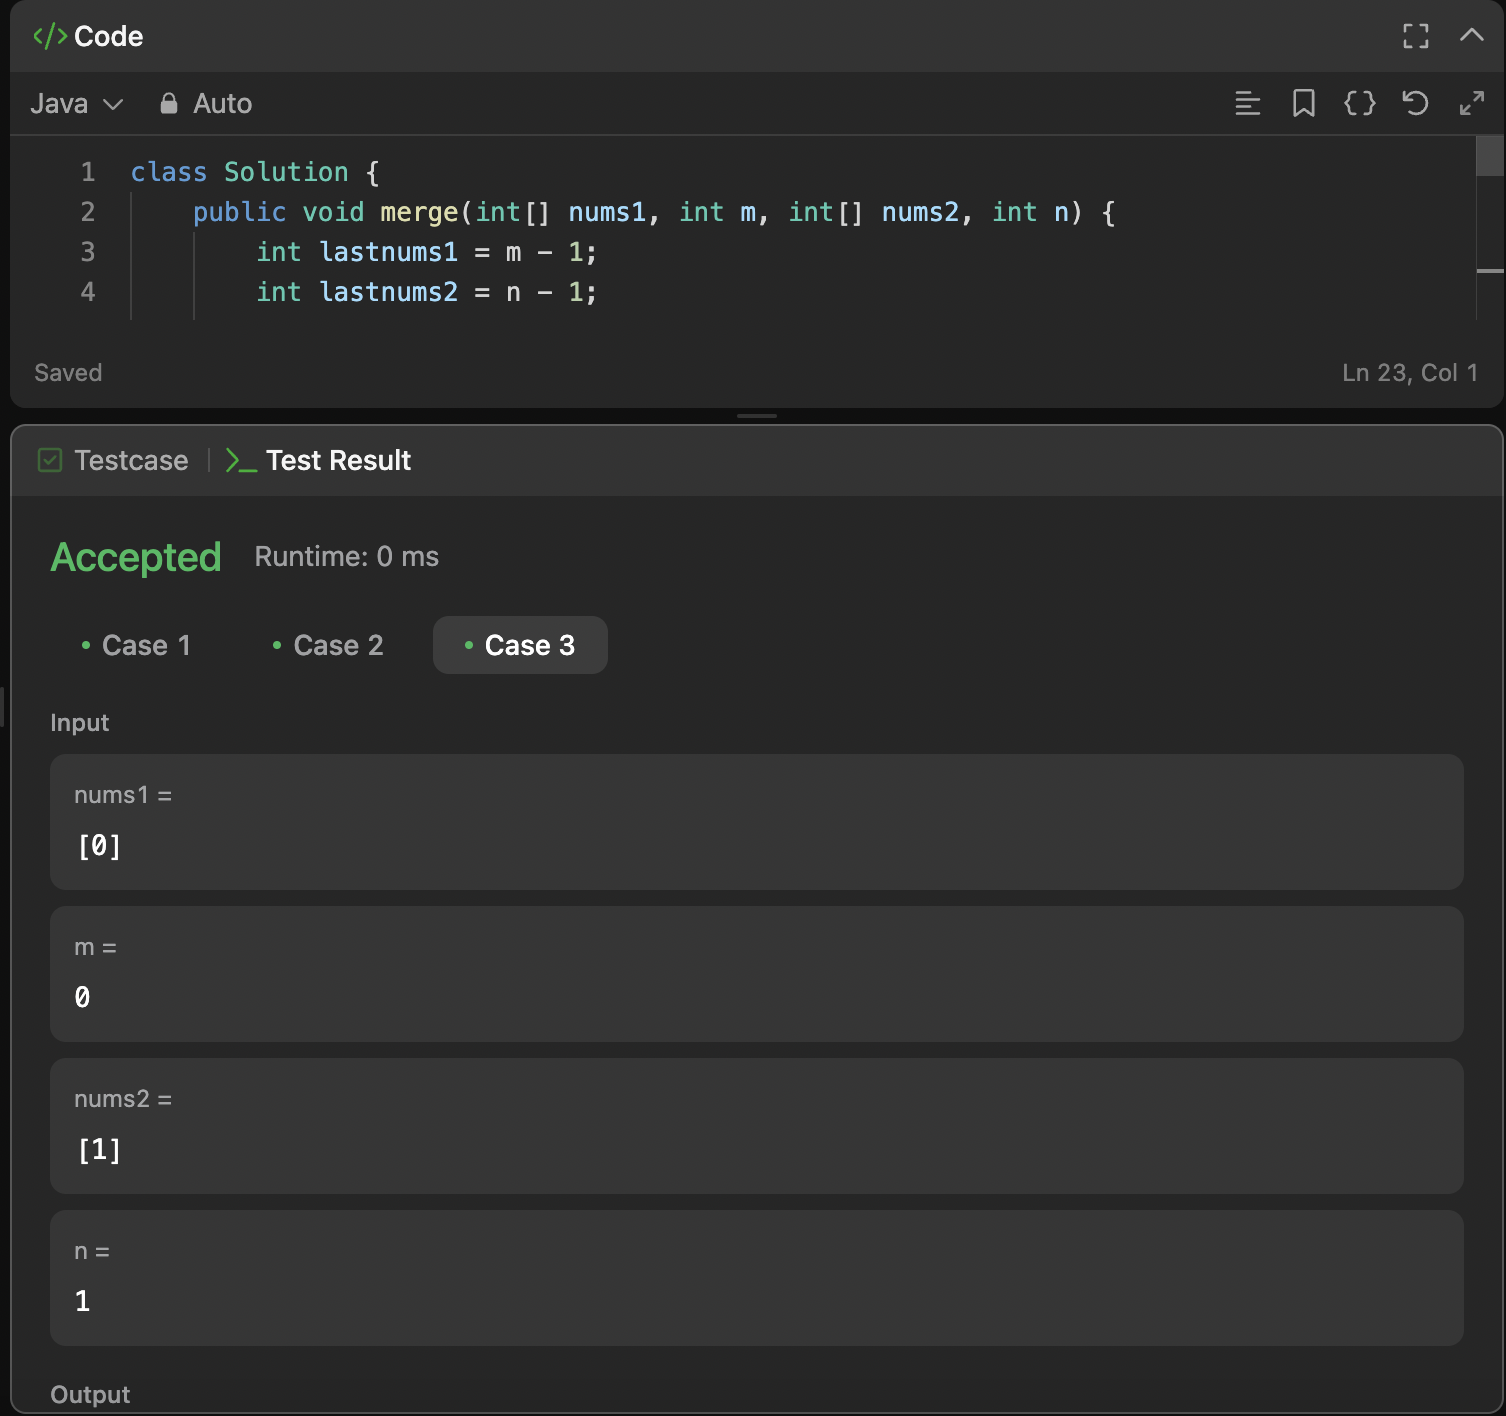 </> Code
Java Auto
1 class Solution {
2 public void merge(int[] nums1, int m, int[] nums2, int n) {
3 int lastnums1 = m - 1;
4 int lastnums2 = n - 1;
Saved Ln 23, Col 1
Testcase | >_ Test Result
Accepted Runtime: 0 ms
• Case 1 • Case 2 • Case 3
Input
nums1 =
[0]
m =
0
nums2 =
[1]
n =
1
Output